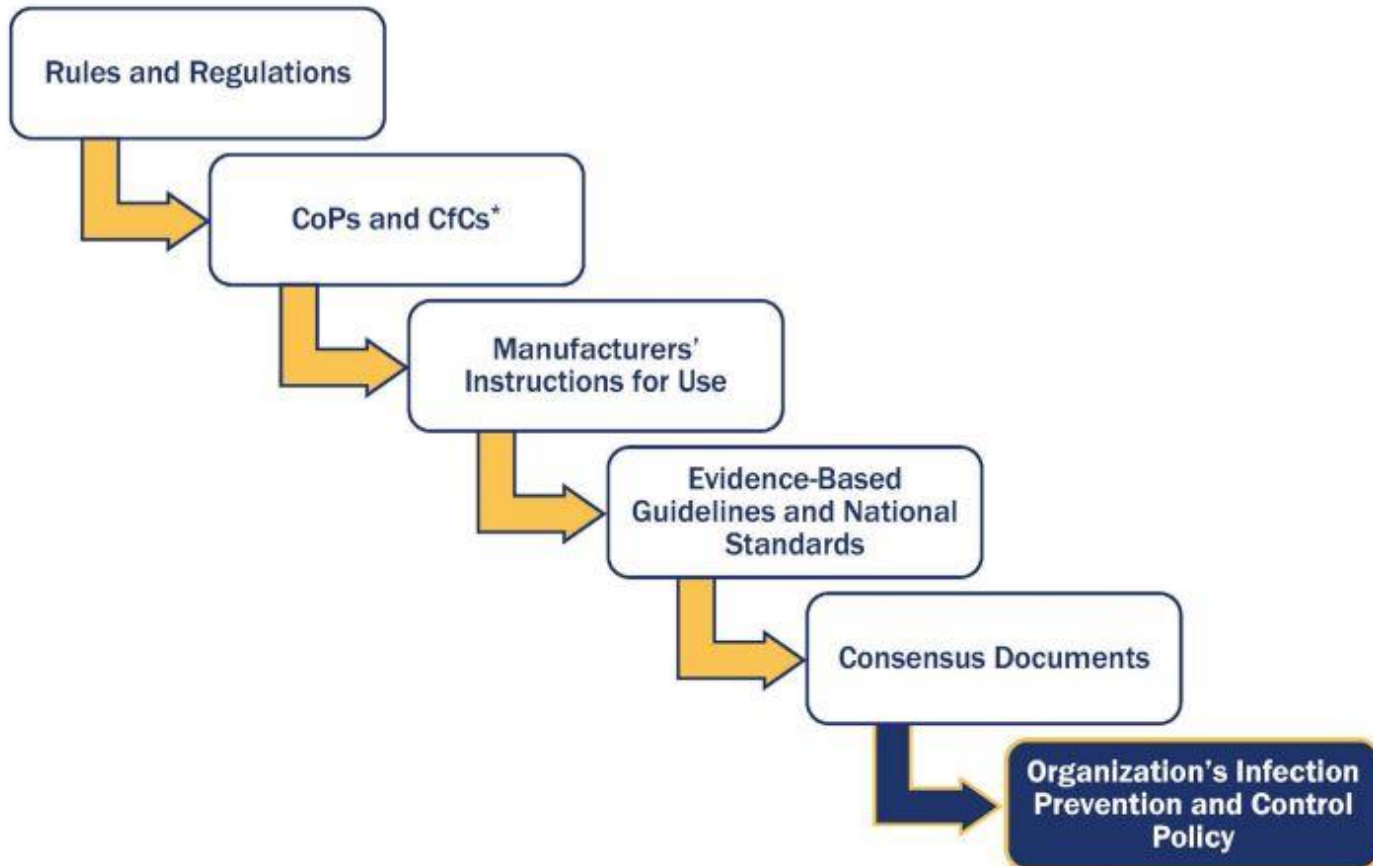 Rules and Regulations
CoPs and CfCs*
Manufacturers'
Instructions for Use
Evidence-Based
Guidelines and National
Standards
Consensus Documents
Organization's Infection
Prevention and Control
Policy